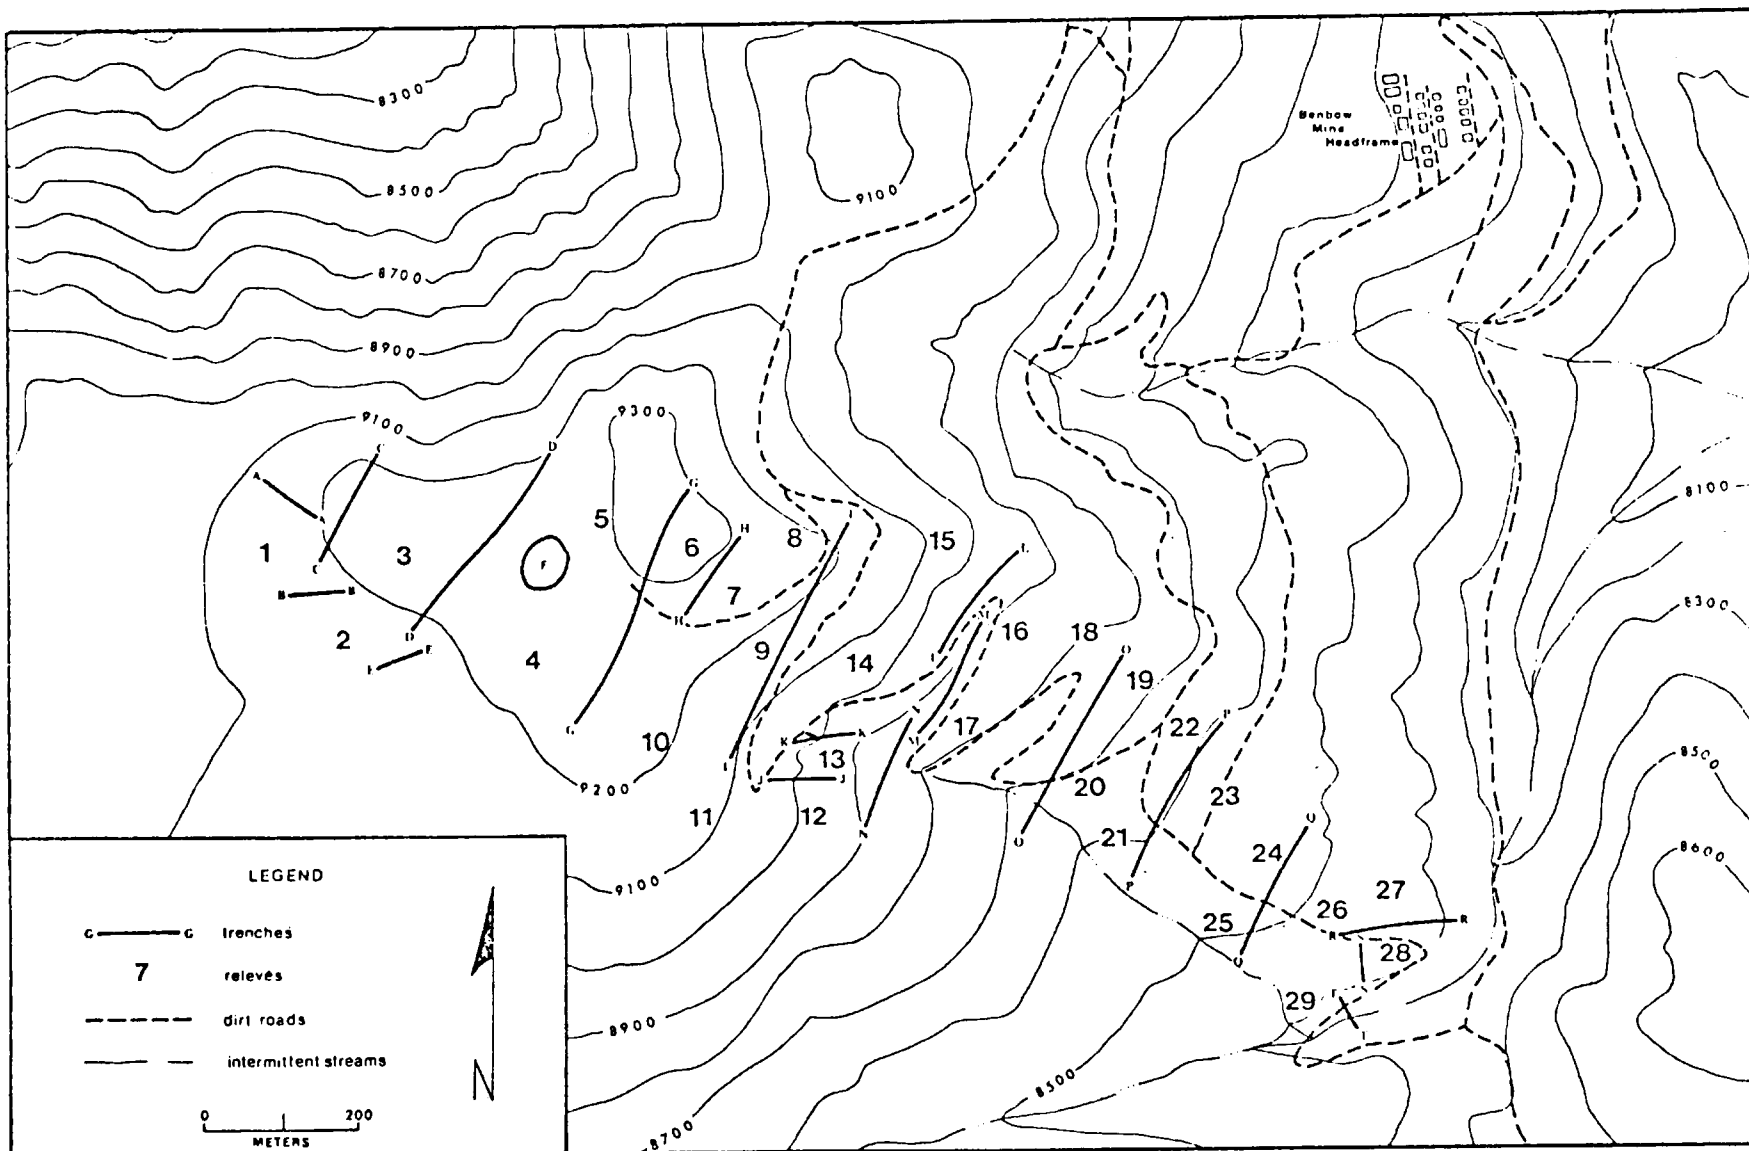 8300
Benbow
Mine
Headframe
8500
9100
8700
8900
9300
9100
C
D
A
G
8100
A
I
H
5
6
8
15
L
1
3
C
F
7
B
B
H
8300
M
16
18
2
D
E
9
L
O
E
4
14
19
P
G
10
K
K
N
M
17
22
I
13
8500
J
J
20
23
9200
11
12
N
O
21
Q
8600
24
LEGEND
9100
P
27
G G trenches
25
26
R
R
7 relevés
Q
28
29
dirt roads
8900
intermittent streams
N
8500
0 200
METERS
8700